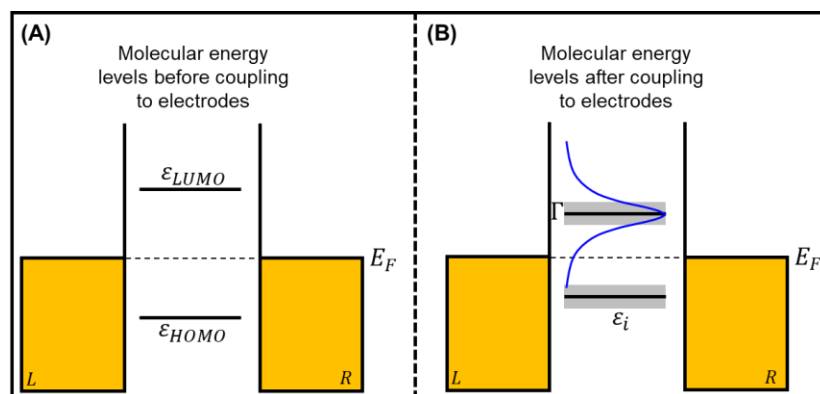 (A)
Molecular energy
levels before coupling
to electrodes
ε_LUMO
E_F
ε_HOMO
L
R
(B)
Molecular energy
levels after coupling
to electrodes
Γ
E_F
ε_i
L
R